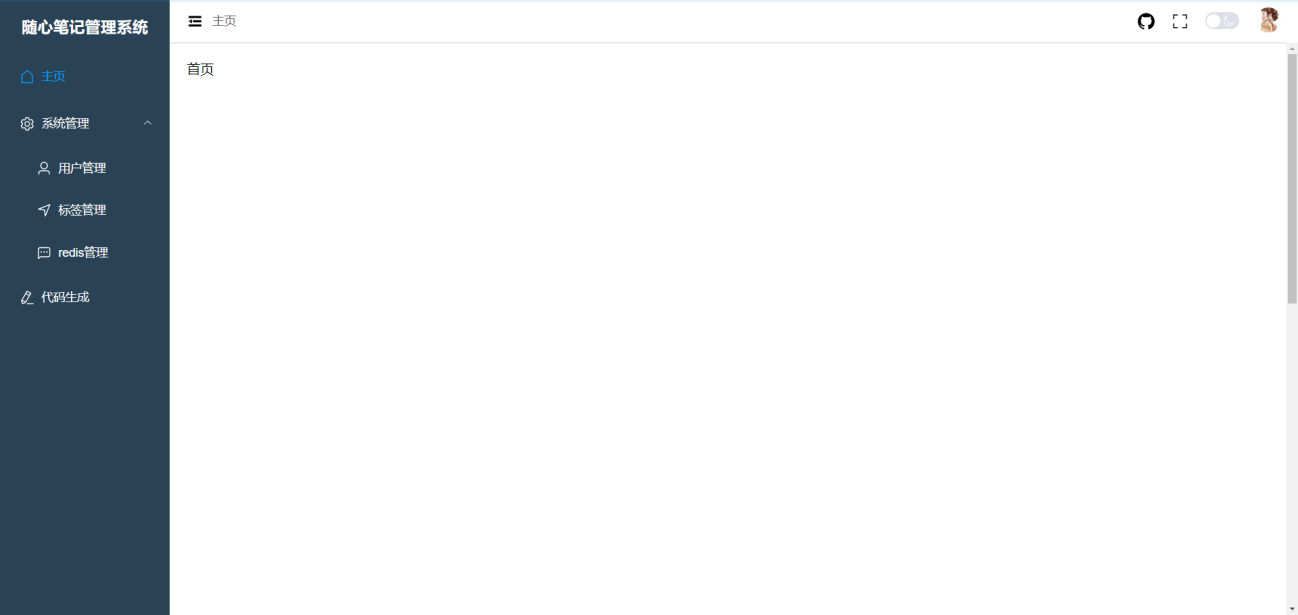 随心笔记管理系统
主页
系统管理
用户管理
标签管理
redis管理
代码生成
主页
首页